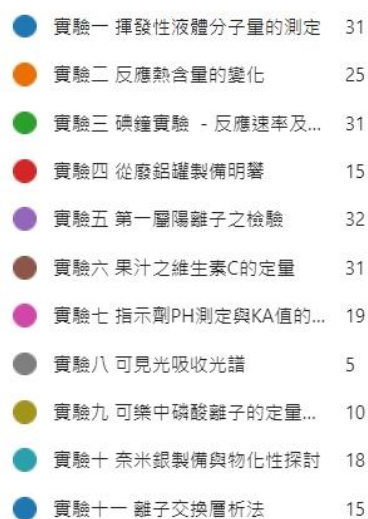 實驗一 揮發性液體分子量的測定 31
實驗二 反應熱含量的變化 25
實驗三 碘鐘實驗 - 反應速率及... 31
實驗四 從廢鋁罐製備明礬 15
實驗五 第一屬陽離子之檢驗 32
實驗六 果汁之維生素C的定量 31
實驗七 指示劑PH測定與KA值的... 19
實驗八 可見光吸收光譜 5
實驗九 可樂中磷酸離子的定量... 10
實驗十 奈米銀製備與物化性探討 18
實驗十一 離子交換層析法 15